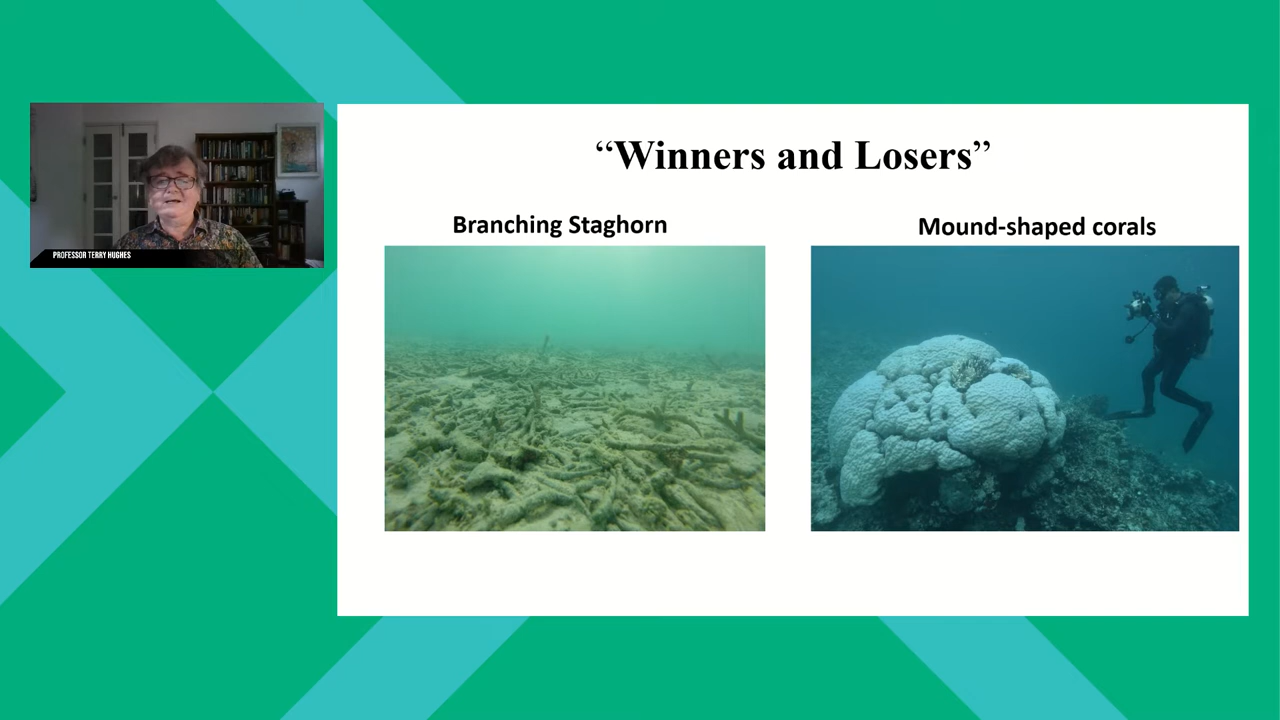 PROFESSOR TERRY HUGHES
“Winners and Losers”
Branching Staghorn
Mound-shaped corals